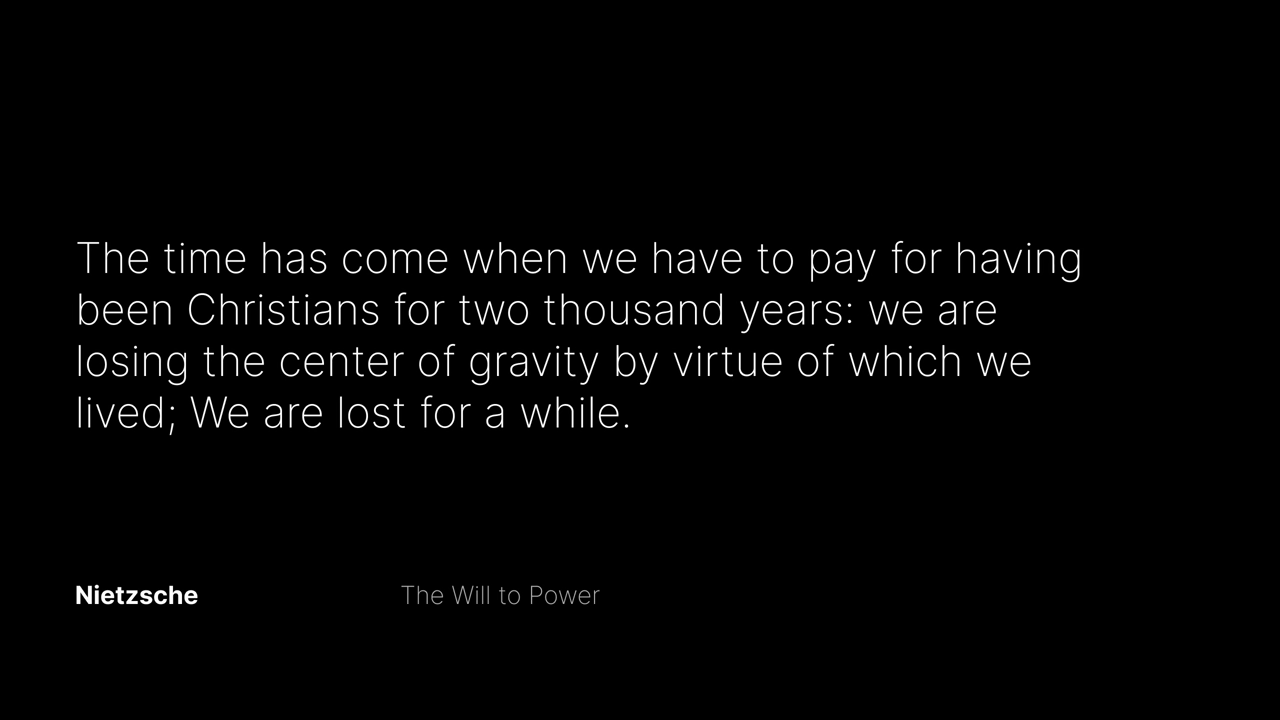 The time has come when we have to pay for having
been Christians for two thousand years: we are
losing the center of gravity by virtue of which we
lived; We are lost for a while.
Nietzsche
The Will to Power